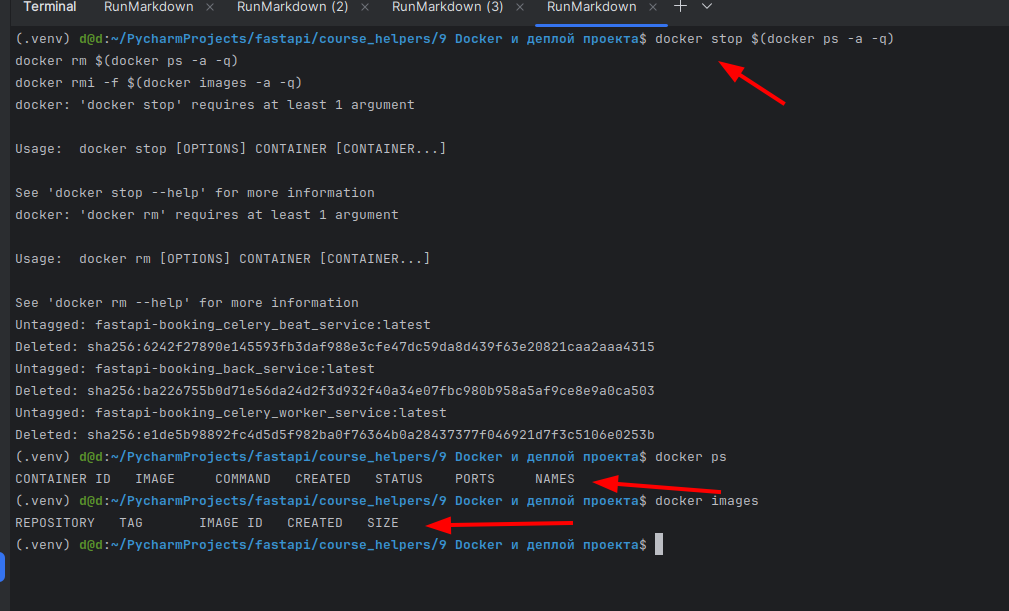 Terminal RunMarkdown × RunMarkdown (2) × RunMarkdown (3) × RunMarkdown × +
(.venv) d@d:~/PycharmProjects/fastapi/course_helpers/9 Docker и деплой проекта$ docker stop $(docker ps -a -q)
docker rm $(docker ps -a -q)
docker rmi -f $(docker images -a -q)
docker: 'docker stop' requires at least 1 argument
Usage:  docker stop [OPTIONS] CONTAINER [CONTAINER...]
See 'docker stop --help' for more information
docker: 'docker rm' requires at least 1 argument
Usage:  docker rm [OPTIONS] CONTAINER [CONTAINER...]
See 'docker rm --help' for more information
Untagged: fastapi-booking_celery_beat_service:latest
Deleted: sha256:6242f27890e145593fb3daf988e3cfe47dc59da8d439f63e20821caa2aaa4315
Untagged: fastapi-booking_back_service:latest
Deleted: sha256:ba226755b0d71e56da24d2f3d932f40a34e07fbc980b958a5af9ce8e9a0ca503
Untagged: fastapi-booking_celery_worker_service:latest
Deleted: sha256:e1de5b98892fc4d5d5f982ba0f76364b0a28437377f046921d7f3c5106e0253b
(.venv) d@d:~/PycharmProjects/fastapi/course_helpers/9 Docker и деплой проекта$ docker ps
CONTAINER ID   IMAGE     COMMAND   CREATED   STATUS    PORTS     NAMES
(.venv) d@d:~/PycharmProjects/fastapi/course_helpers/9 Docker и деплой проекта$ docker images
REPOSITORY   TAG       IMAGE ID   CREATED   SIZE
(.venv) d@d:~/PycharmProjects/fastapi/course_helpers/9 Docker и деплой проекта$